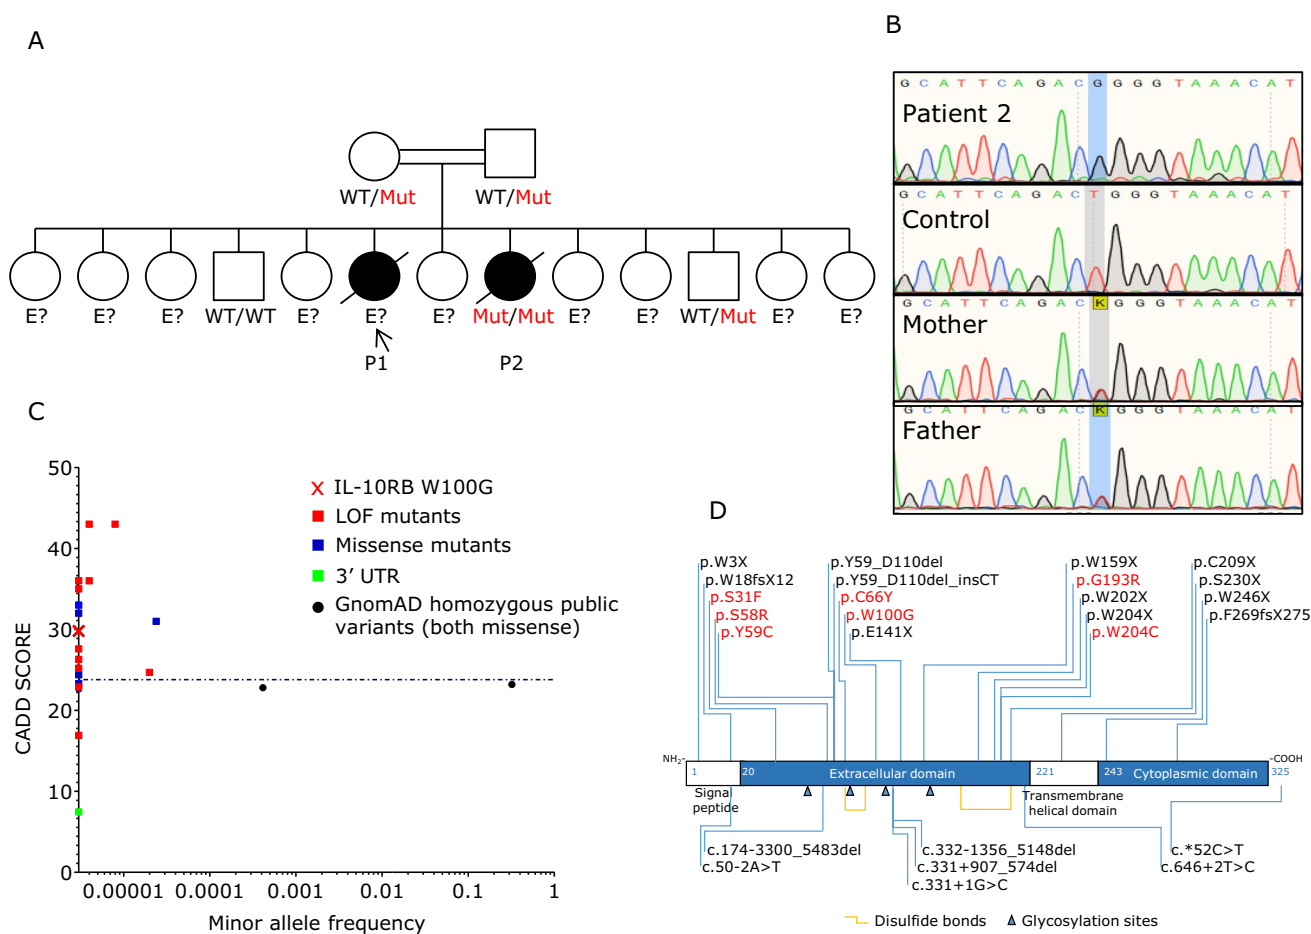 A
WT/Mut
WT/Mut
E?
E?
E?
WT/WT
E?
E?
E?
Mut/Mut
E?
E?
WT/Mut
E?
E?
P1
P2
B
G C A T T C A G A C G G G G T A A A C A T
Patient 2
G C A T T C A G A C T G G G T A A A C A T
Control
G C A T T C A G A C K G G G T A A A C A T
Mother
G C A T T C A G A C K G G G T A A A C A T
Father
C
50
40
30
20
10
0
CADD SCORE
0.00001
0.0001
0.001
0.01
0.1
1
Minor allele frequency
IL-10RB W100G
LOF mutants
Missense mutants
3' UTR
GnomAD homozygous public
variants (both missense)
D
p.W3X
p.W18fsX12
p.S31F
p.S58R
p.Y59C
p.Y59_D110del
p.Y59_D110del_insCT
p.C66Y
p.W100G
p.E141X
p.W159X
p.G193R
p.W202X
p.W204X
p.W204C
p.C209X
p.S230X
p.W246X
p.F269fsX275
NH₂-
1
20
Extracellular domain
221
243
Cytoplasmic domain
-COOH
325
Signal
peptide
Transmembrane
helical domain
c.174-3300_5483del
c.50-2A>T
c.332-1356_5148del
c.331+907_574del
c.331+1G>C
c.*52C>T
c.646+2T>C
Disulfide bonds
Glycosylation sites